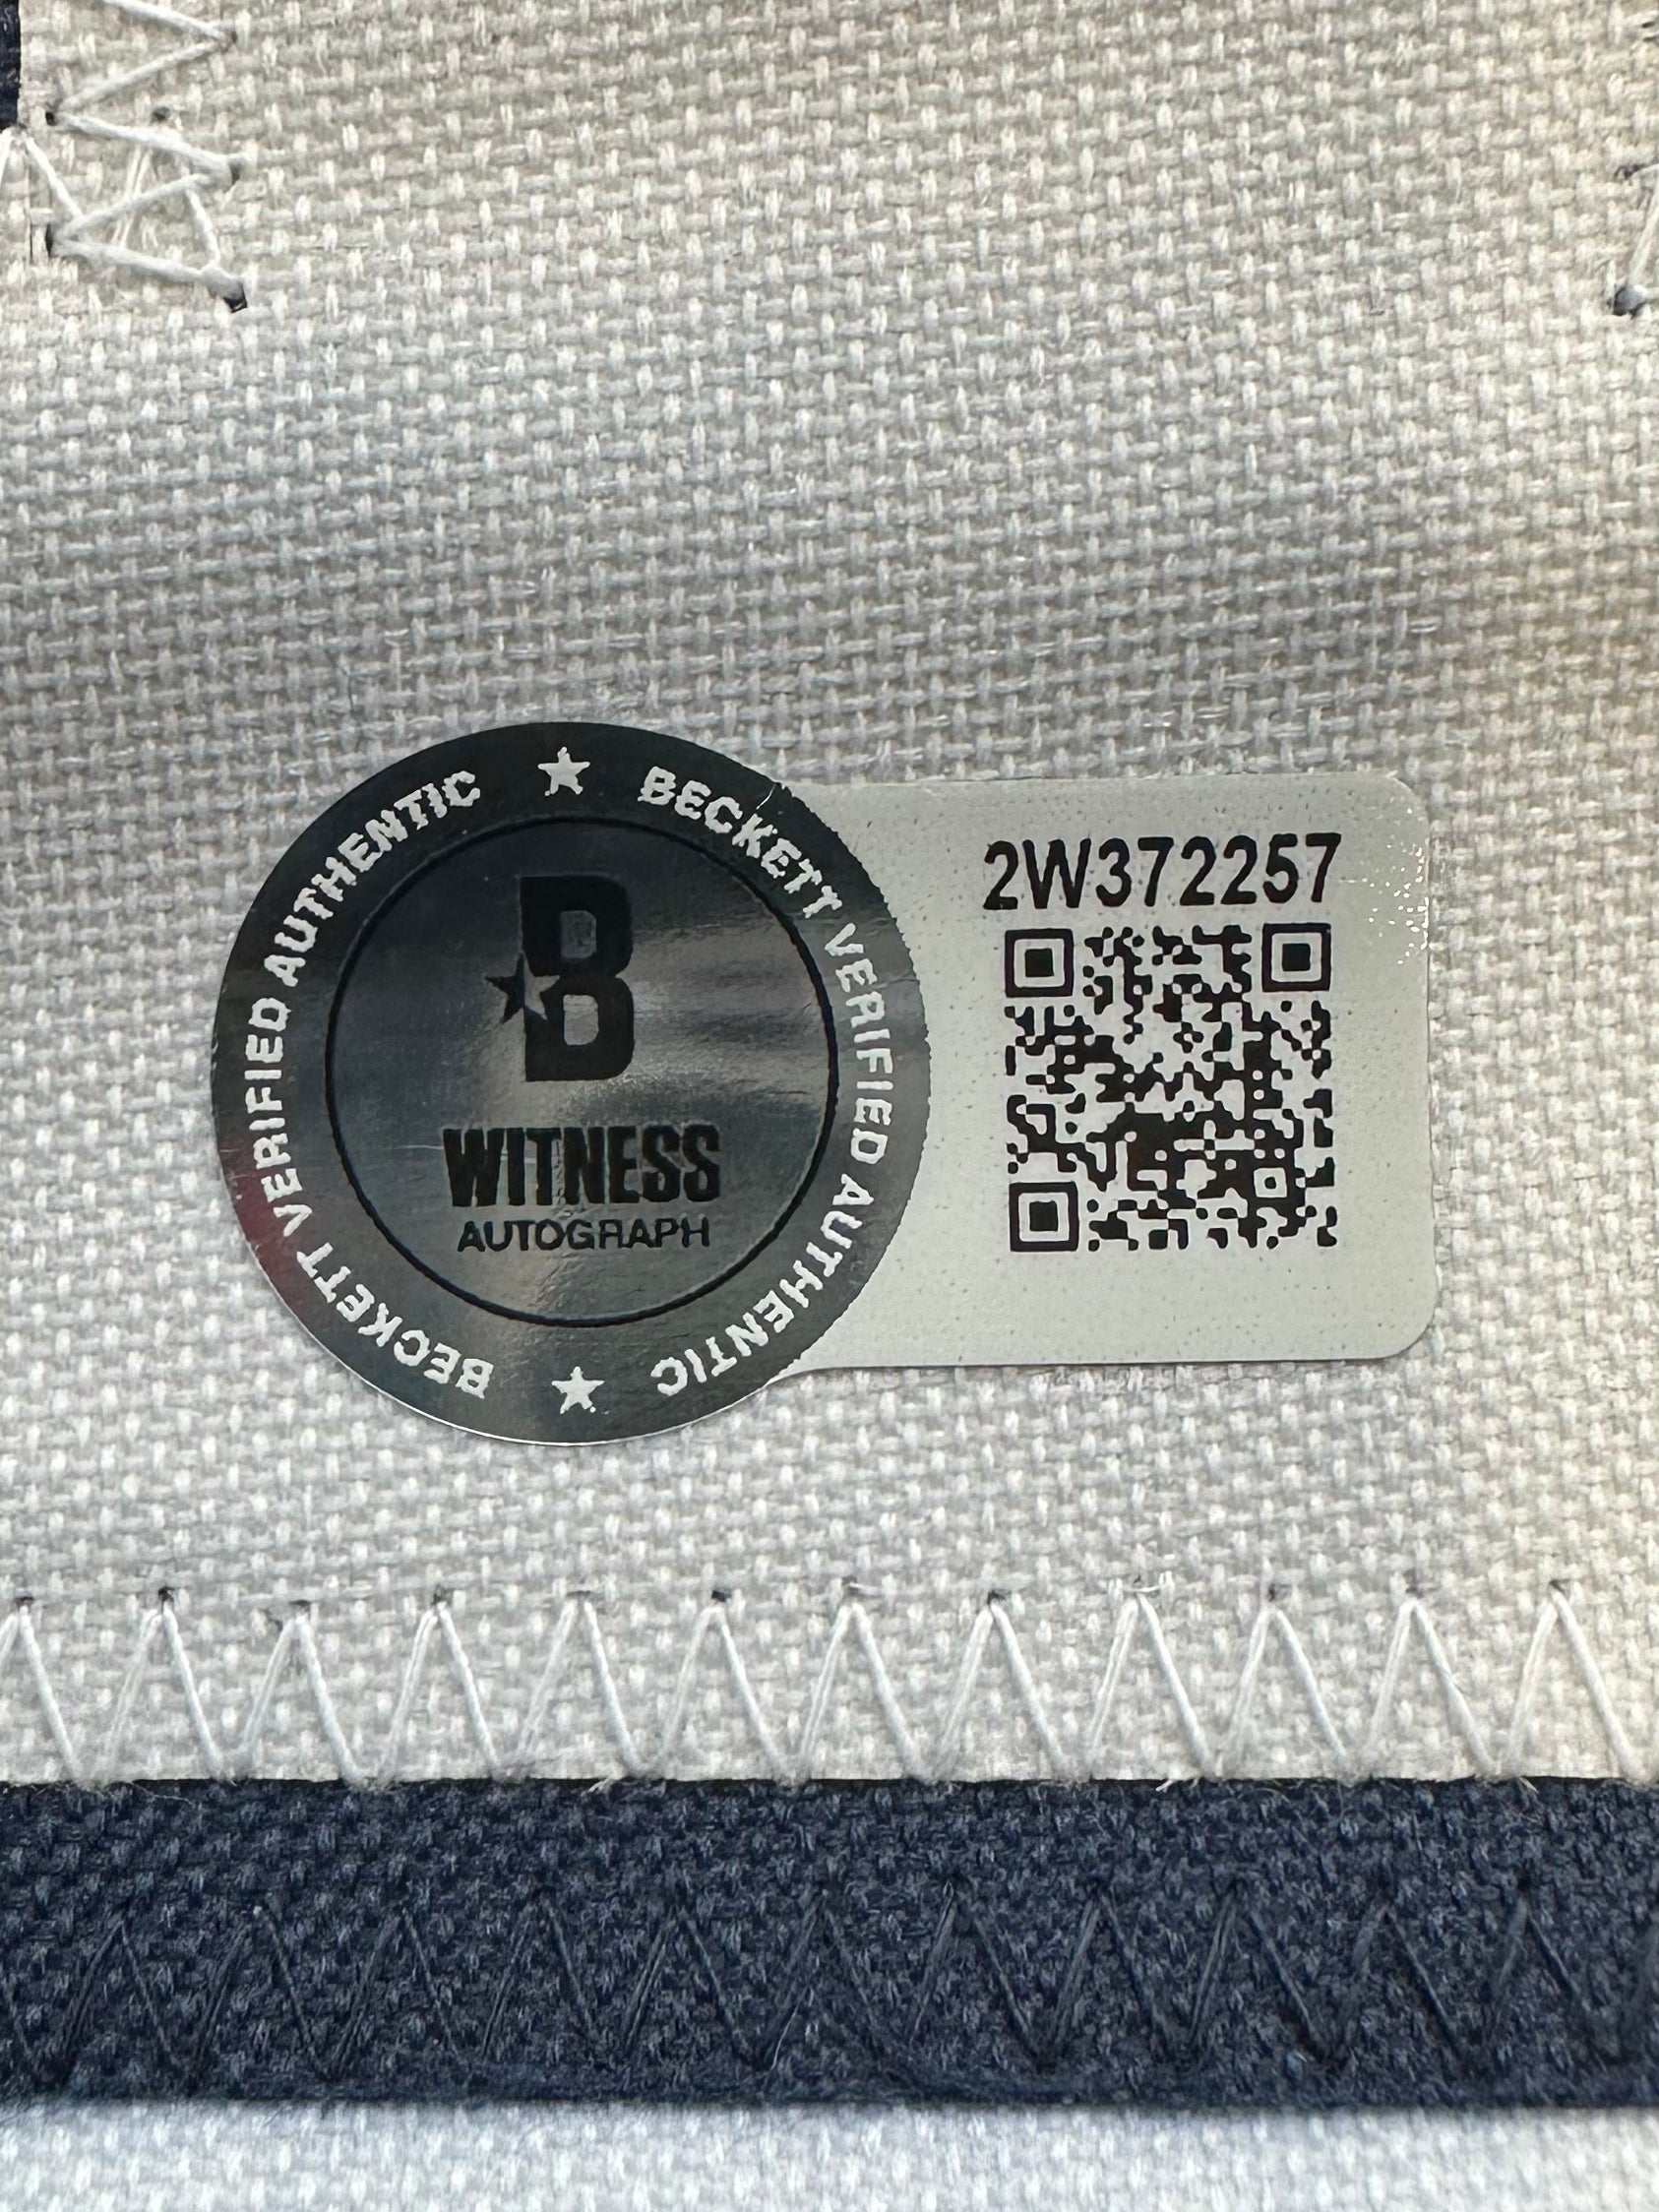 BECKETT VERIFIED AUTHENTIC
BECKETT VERIFIED AUTHENTIC
B
WITNESS
AUTOGRAPH
2W372257